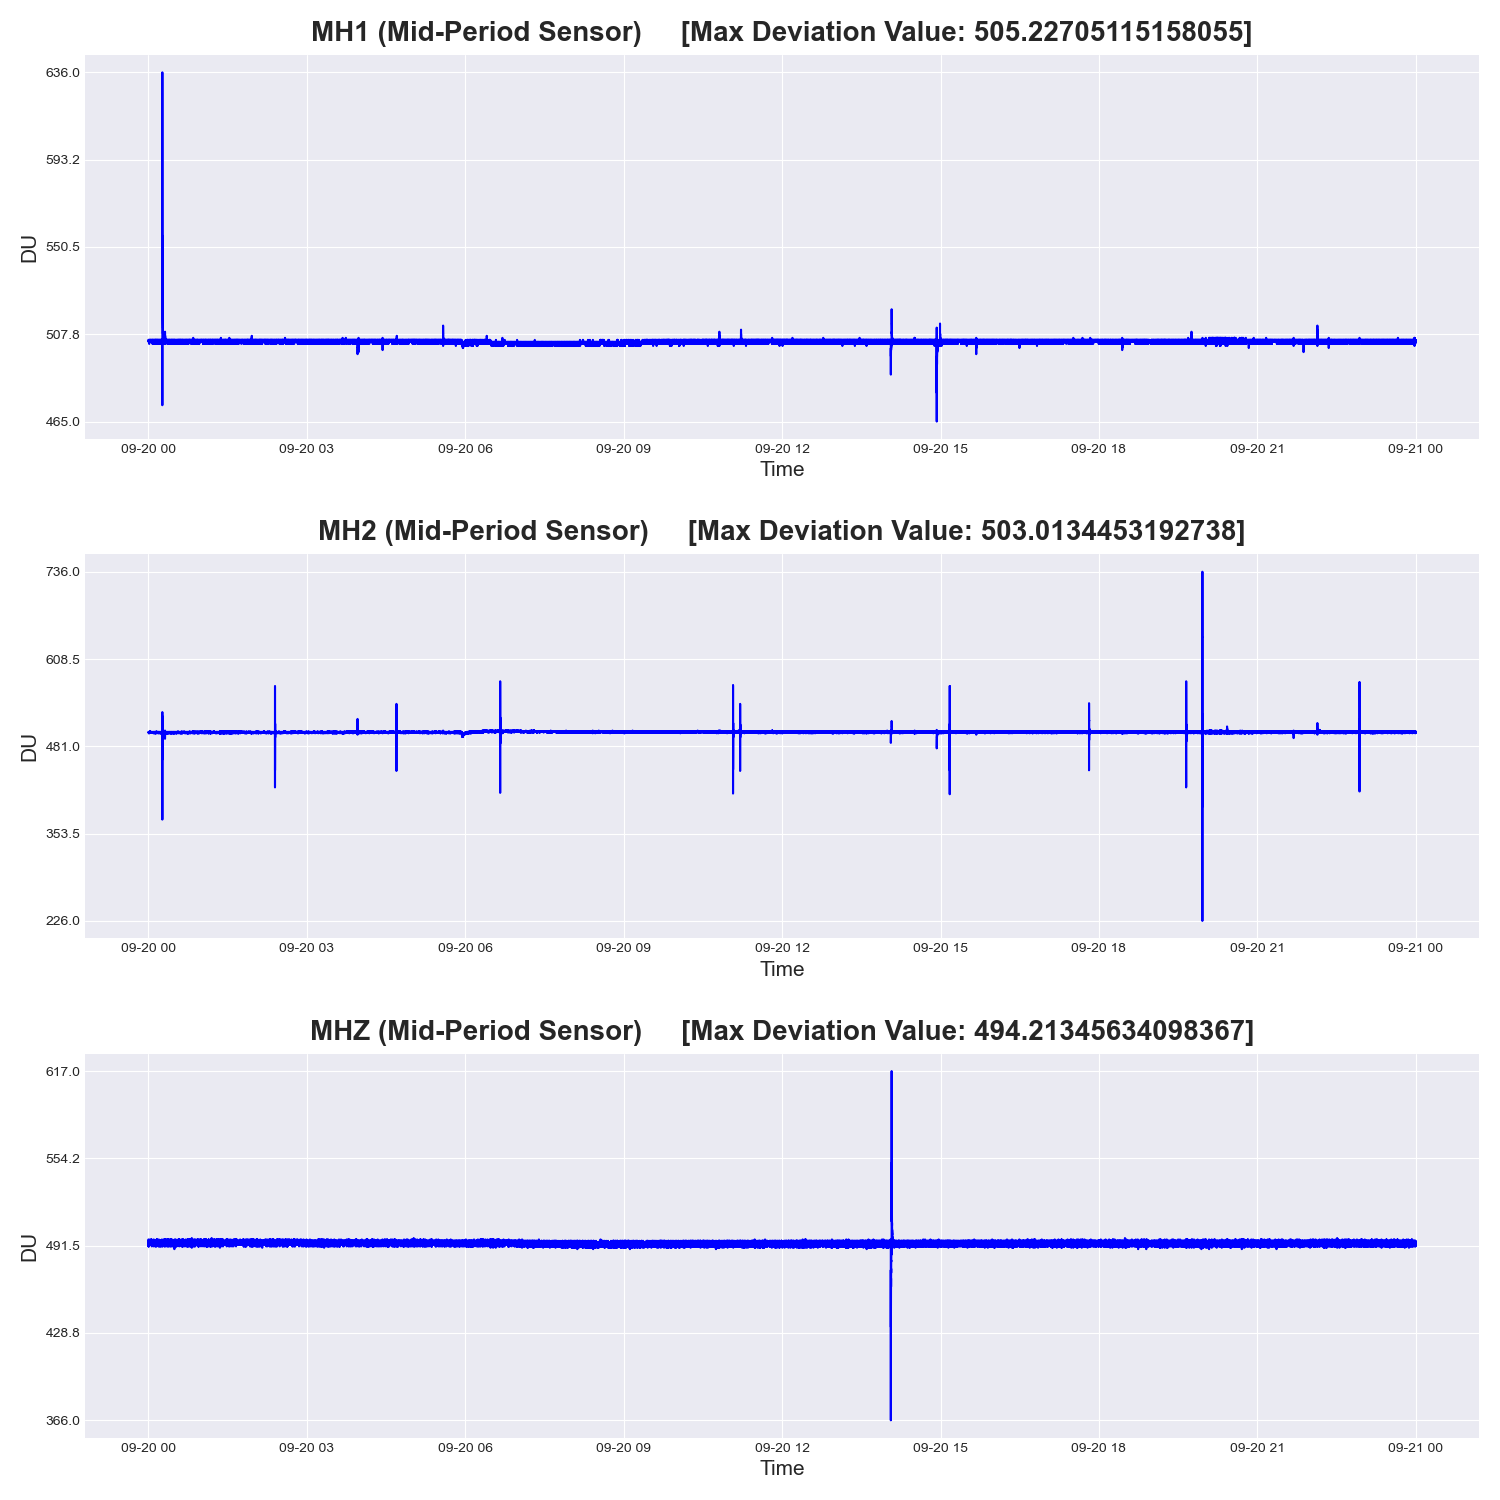 MH1 (Mid-Period Sensor) [Max Deviation Value: 505.22705115158055]
636.0
593.2
550.5
507.8
465.0
DU
09-20 00 09-20 03 09-20 06 09-20 09 09-20 12 09-20 15 09-20 18 09-20 21 09-21 00
Time
MH2 (Mid-Period Sensor) [Max Deviation Value: 503.0134453192738]
736.0
608.5
481.0
353.5
226.0
DU
09-20 00 09-20 03 09-20 06 09-20 09 09-20 12 09-20 15 09-20 18 09-20 21 09-21 00
Time
MHZ (Mid-Period Sensor) [Max Deviation Value: 494.21345634098367]
617.0
554.2
491.5
428.8
366.0
DU
09-20 00 09-20 03 09-20 06 09-20 09 09-20 12 09-20 15 09-20 18 09-20 21 09-21 00
Time